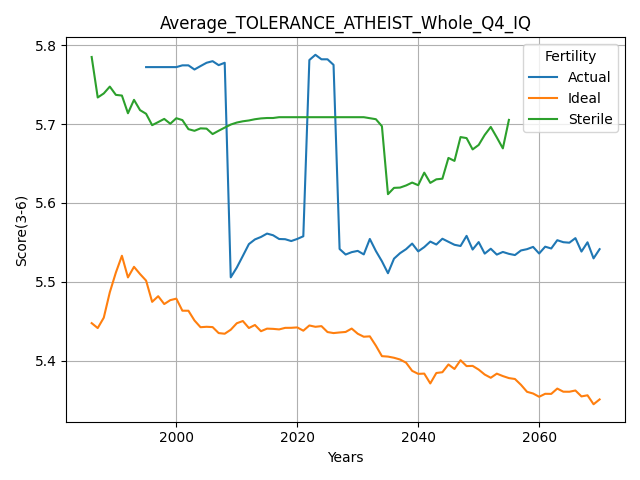 Average_TOLERANCE_ATHEIST_Whole_Q4_IQ
5.8
5.7
5.6
5.5
5.4
Score(3-6)
2000
2020
2040
2060
Years
Fertility
Actual
Ideal
Sterile